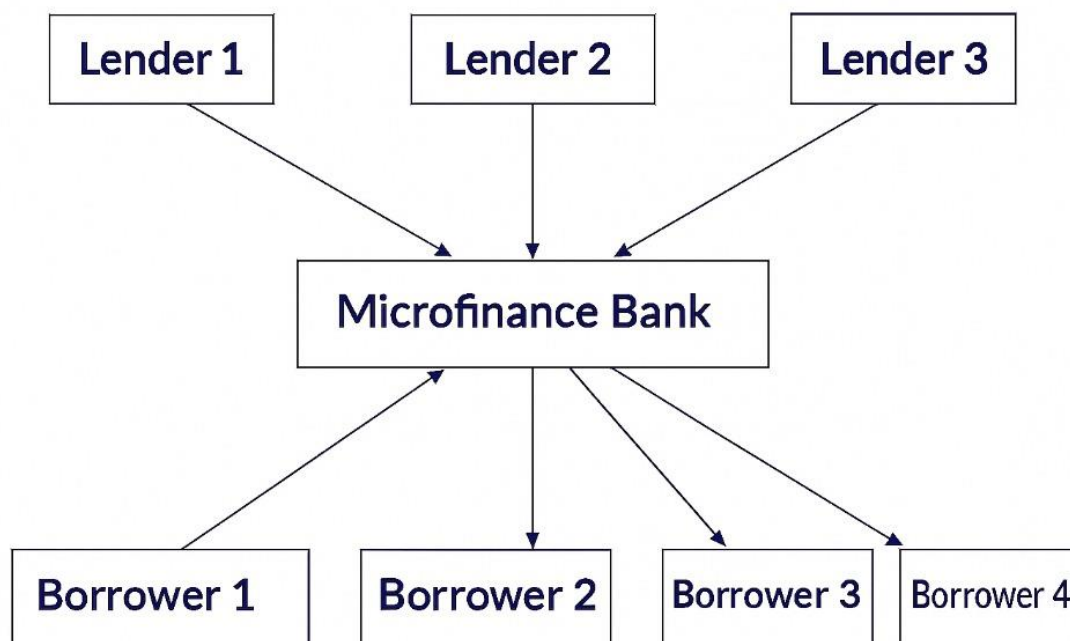 Lender 1
Lender 2
Lender 3
Microfinance Bank
Borrower 1
Borrower 2
Borrower 3
Borrower 4